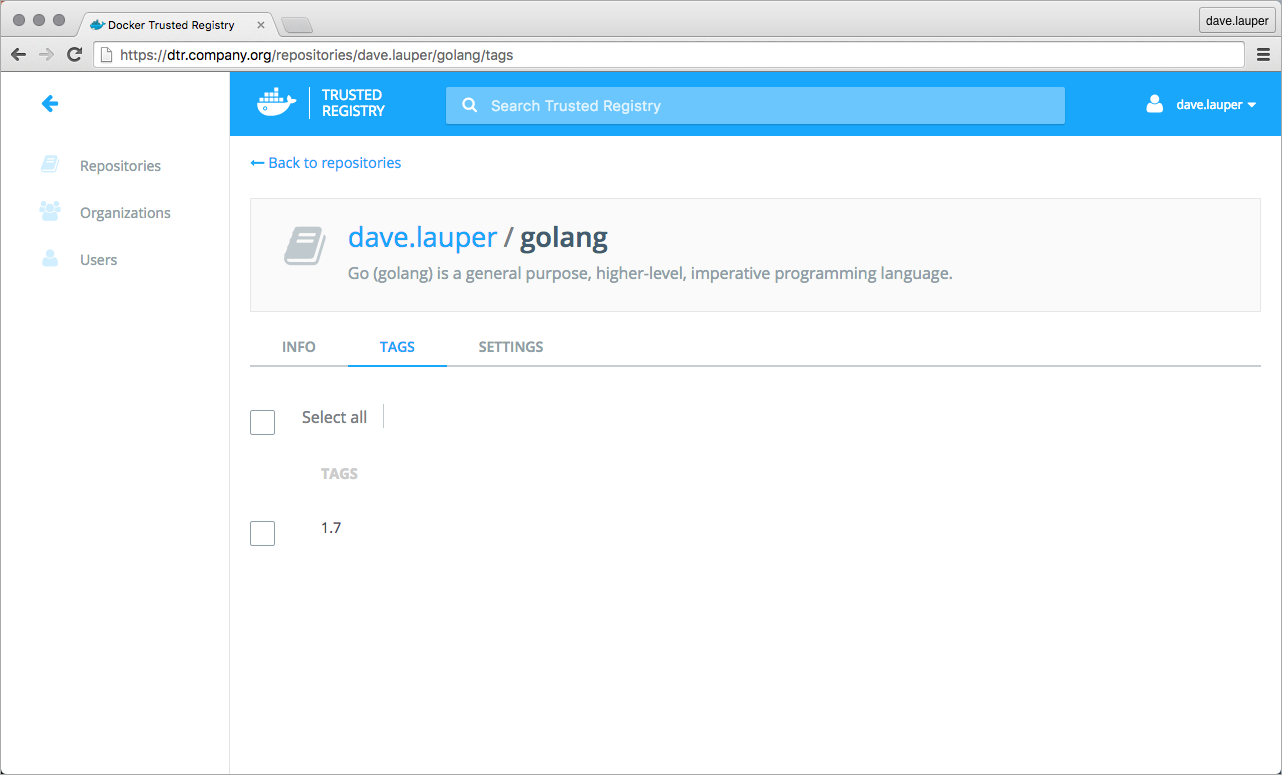 Docker Trusted Registry
dave.lauper
https://dtr.company.org/repositories/dave.lauper/golang/tags
TRUSTED
REGISTRY
Search Trusted Registry
dave.lauper
Repositories
Organizations
Users
Back to repositories
dave.lauper / golang
Go (golang) is a general purpose, higher-level, imperative programming language.
INFO TAGS SETTINGS
Select all
TAGS
1.7